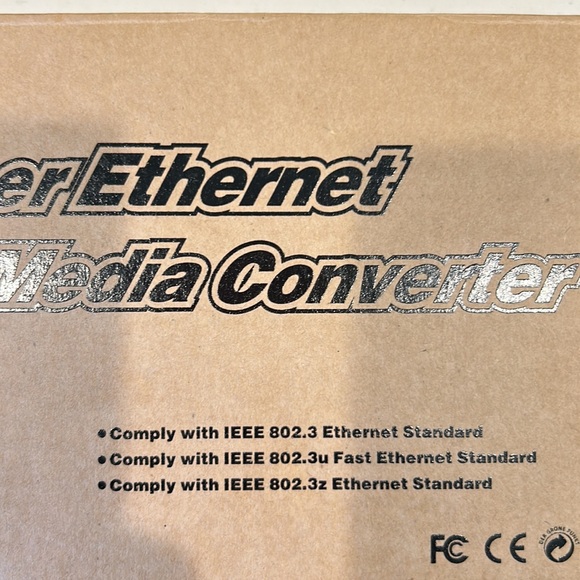 er Ethernet
Media Converter
• Comply with IEEE 802.3 Ethernet Standard
• Comply with IEEE 802.3u Fast Ethernet Standard
• Comply with IEEE 802.3z Ethernet Standard
FC CE